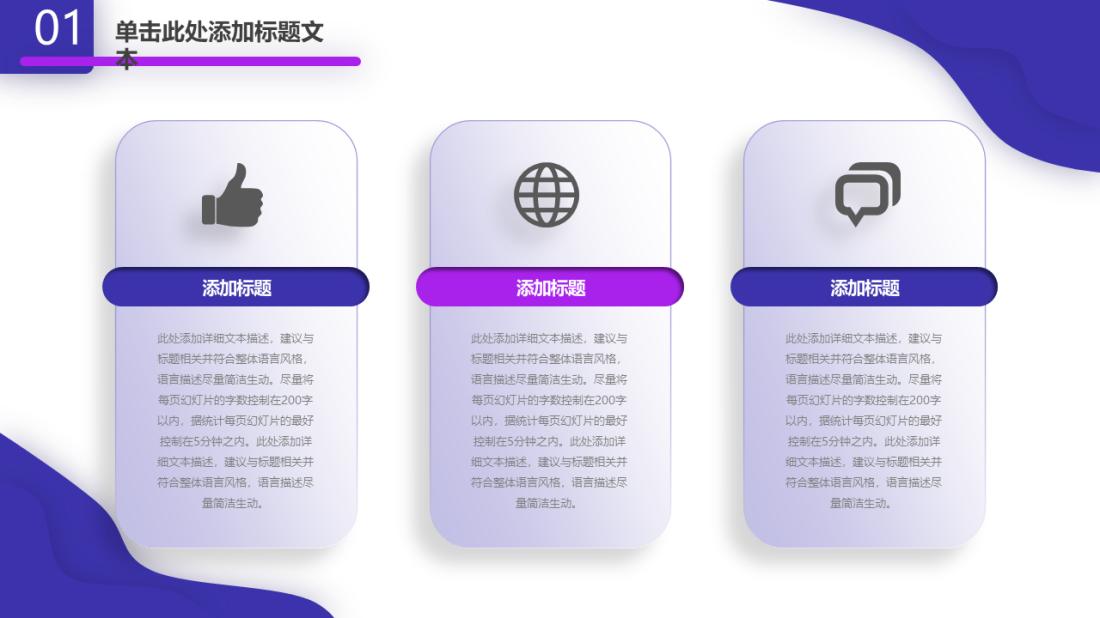 01
单击此处添加标题文
本
添加标题
此处添加详细文本描述，建议与
标题相关并符合整体语言风格，
语言描述尽量简洁生动。尽量将
每页幻灯片的字数控制在200字
以内，据统计每页幻灯片的最好
控制在5分钟之内。此处添加详
细文本描述，建议与标题相关并
符合整体语言风格，语言描述尽
量简洁生动。
添加标题
此处添加详细文本描述，建议与
标题相关并符合整体语言风格，
语言描述尽量简洁生动。尽量将
每页幻灯片的字数控制在200字
以内，据统计每页幻灯片的最好
控制在5分钟之内。此处添加详
细文本描述，建议与标题相关并
符合整体语言风格，语言描述尽
量简洁生动。
添加标题
此处添加详细文本描述，建议与
标题相关并符合整体语言风格，
语言描述尽量简洁生动。尽量将
每页幻灯片的字数控制在200字
以内，据统计每页幻灯片的最好
控制在5分钟之内。此处添加详
细文本描述，建议与标题相关并
符合整体语言风格，语言描述尽
量简洁生动。